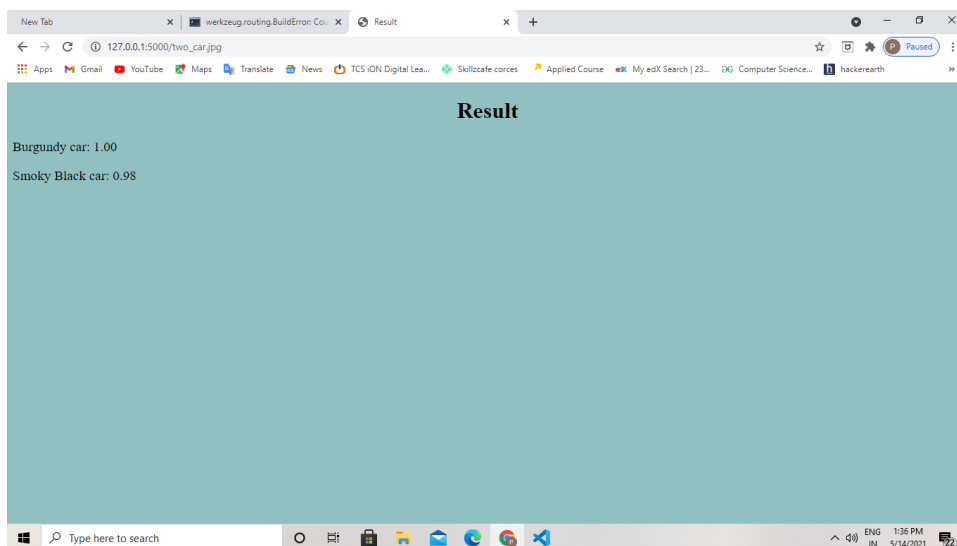 New Tab
werkzeug.routing.BuildError: Cou
Result
127.0.0.1:5000/two_car.jpg
P Paused
Apps Gmail YouTube Maps Translate News TCS iON Digital Lea... Skillzcafe corces Applied Course My edX Search | 23... GG Computer Science... h hackerearth »
Result
Burgundy car: 1.00
Smoky Black car: 0.98
Type here to search
ENG 1:36 PM
IN 5/14/2021
22